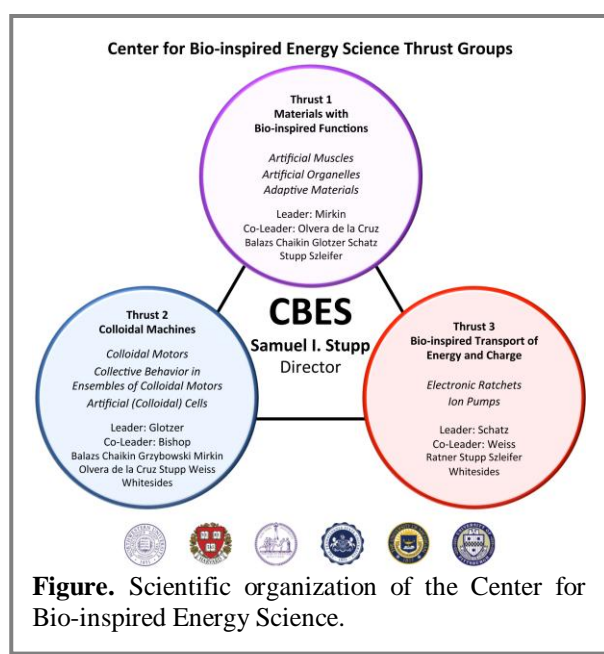 Center for Bio-inspired Energy Science Thrust Groups
Thrust 1
Materials with
Bio-inspired Functions
Artificial Muscles
Artificial Organelles
Adaptive Materials
Leader: Mirkin
Co-Leader: Olvera de la Cruz
Balazs Chaikin Glotzer Schatz
Stupp Szleifer
CBES
Samuel I. Stupp
Director
Thrust 2
Colloidal Machines
Colloidal Motors
Collective Behavior in
Ensembles of Colloidal Motors
Artificial (Colloidal) Cells
Leader: Glotzer
Co-Leader: Bishop
Balazs Chaikin Grzybowski Mirkin
Olvera de la Cruz Stupp Weiss
Whitesides
Thrust 3
Bio-inspired Transport of
Energy and Charge
Electronic Ratchets
Ion Pumps
Leader: Schatz
Co-Leader: Weiss
Ratner Stupp Szleifer
Whitesides
Figure. Scientific organization of the Center for
Bio-inspired Energy Science.